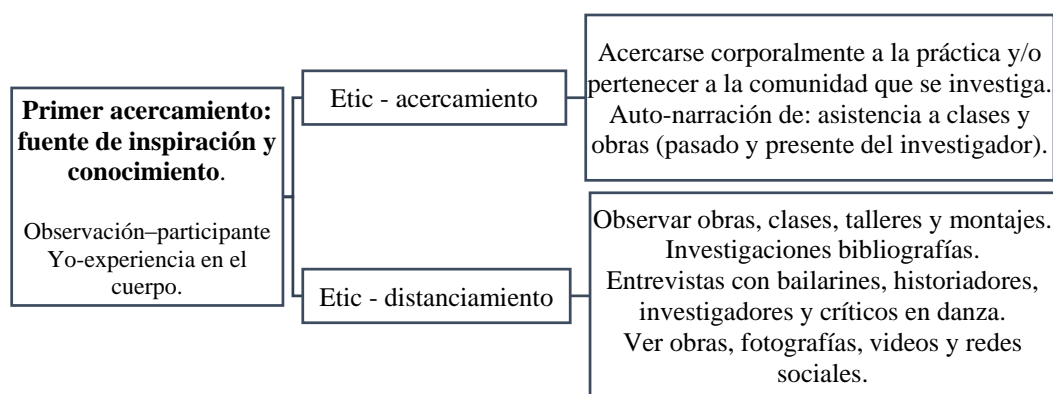 Primer acercamiento:
fuente de inspiración y
conocimiento.
Observación–participante
Yo-experiencia en el
cuerpo.
Etic - acercamiento
Acercarse corporalmente a la práctica y/o
pertenecer a la comunidad que se investiga.
Auto-narración de: asistencia a clases y
obras (pasado y presente del investigador).
Etic - distanciamiento
Observar obras, clases, talleres y montajes.
Investigaciones bibliografías.
Entrevistas con bailarines, historiadores,
investigadores y críticos en danza.
Ver obras, fotografías, videos y redes
sociales.